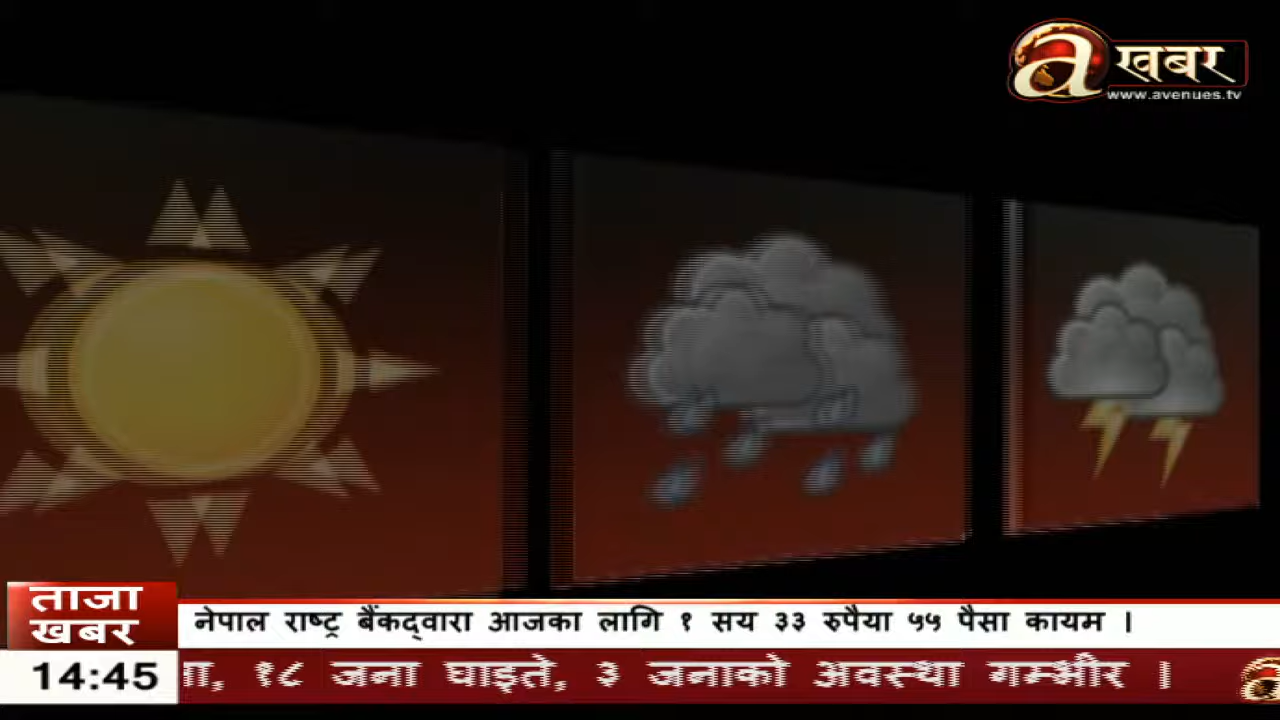 a खबर
www.avenues.tv
ताजा
खबर
नेपाल राष्ट्र बैंकद्वारा आजका लागि १ सय ३३ रुपैया ५५ पैसा कायम ।
14:45
१८ जना घाइते, ३ जनाको अवस्था गम्भीर ।